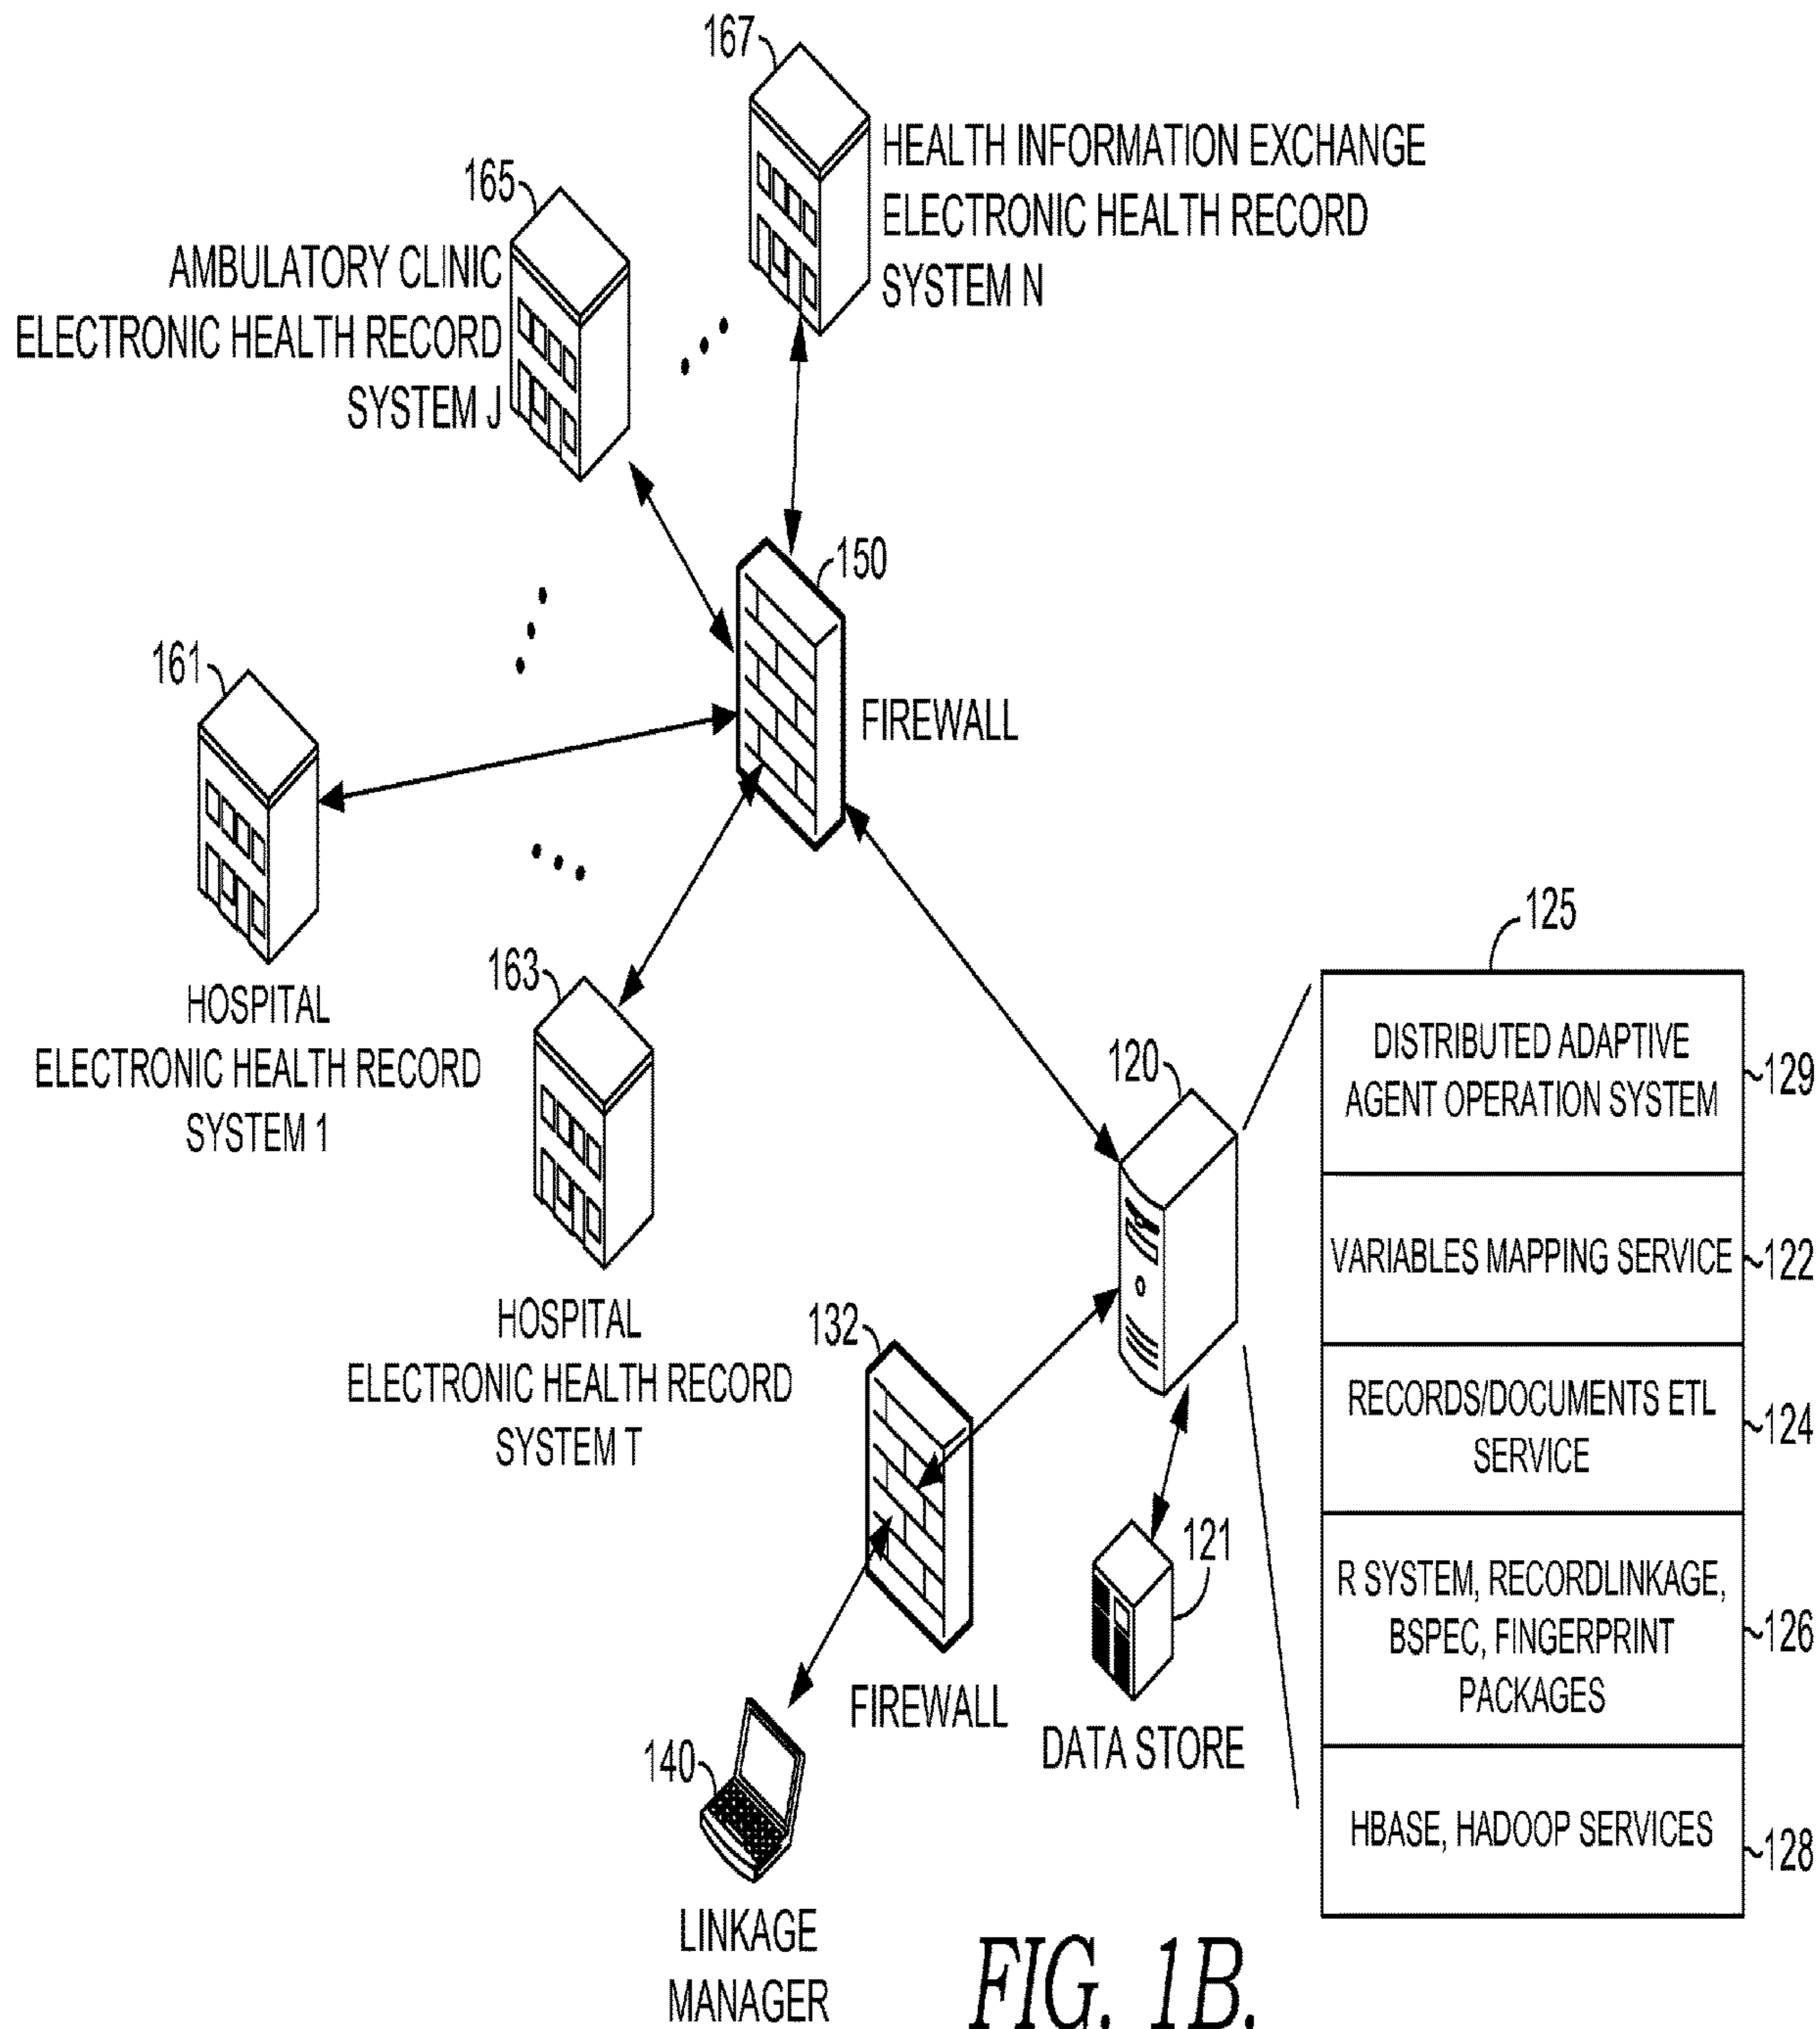 167
HEALTH INFORMATION EXCHANGE
ELECTRONIC HEALTH RECORD
SYSTEM N
165
AMBULATORY CLINIC
ELECTRONIC HEALTH RECORD
SYSTEM J
150
FIREWALL
161
HOSPITAL
ELECTRONIC HEALTH RECORD
SYSTEM 1
163
HOSPITAL
ELECTRONIC HEALTH RECORD
SYSTEM T
120
125
DISTRIBUTED ADAPTIVE
AGENT OPERATION SYSTEM
129
VARIABLES MAPPING SERVICE
122
RECORDS/DOCUMENTS ETL
SERVICE
124
R SYSTEM, RECORDLINKAGE,
BSPEC, FINGERPRINT
PACKAGES
126
HBASE, HADOOP SERVICES
128
132
FIREWALL
121
DATA STORE
140
LINKAGE
MANAGER
FIG. 1B.